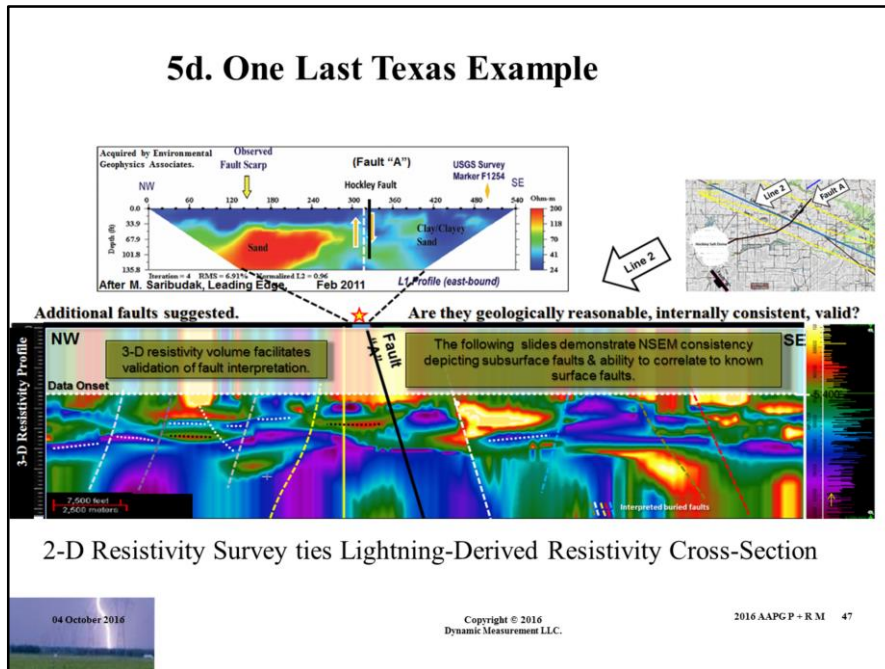 5d. One Last Texas Example
Acquired by Environmental
Geophysics Associates.
Observed
Fault Scarp
(Fault "A")
Hockley Fault
USGS Survey
Marker F1254
NW
SE
0.0 60 120 180 240 300 360 420 480 540
Depth (ft)
0.0
33.9
67.9
101.8
135.8
Sand
Clay/Clayey
Sand
Ohm-m
200
118
69
41
24
Iteration = 4 RMS = 6.91% Normalized L2 = 0.96
L1 Profile (east-bound)
After M. Saribudak, Leading Edge, Feb 2011
Line 2
Fault A
Line 2
Additional faults suggested.
Are they geologically reasonable, internally consistent, valid?
NW
SE
3-D resistivity volume facilitates
validation of fault interpretation.
Fault
"A"
The following slides demonstrate NSEM consistency
depicting subsurface faults & ability to correlate to known
surface faults.
Data Onset
3-D Resistivity Profile
7,500 feet
2,500 meters
Interpreted buried faults
2-D Resistivity Survey ties Lightning-Derived Resistivity Cross-Section
04 October 2016
Copyright © 2016
Dynamic Measurement LLC.
2016 AAPG P + R M 47